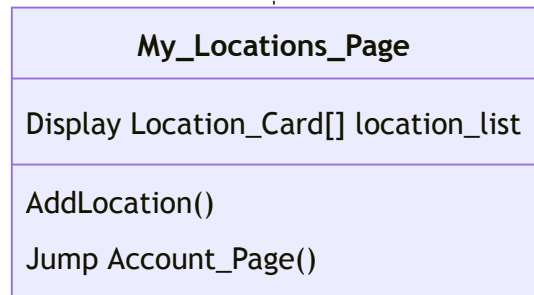 My_Locations_Page
Display Location_Card[] location_list
AddLocation()
Jump Account_Page()